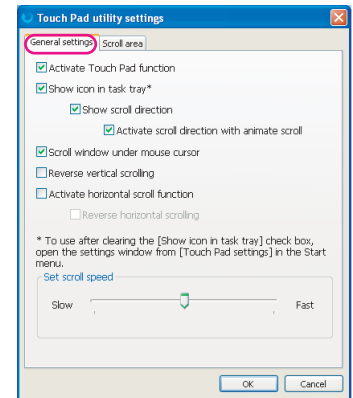 Touch Pad utility settings
General settings Scroll area
Activate Touch Pad function
Show icon in task tray*
Show scroll direction
Activate scroll direction with animate scroll
Scroll window under mouse cursor
Reverse vertical scrolling
Activate horizontal scroll function
Reverse horizontal scrolling
* To use after clearing the [Show icon in task tray] check box,
open the settings window from [Touch Pad settings] in the Start
menu.
Set scroll speed
Slow Fast
OK Cancel